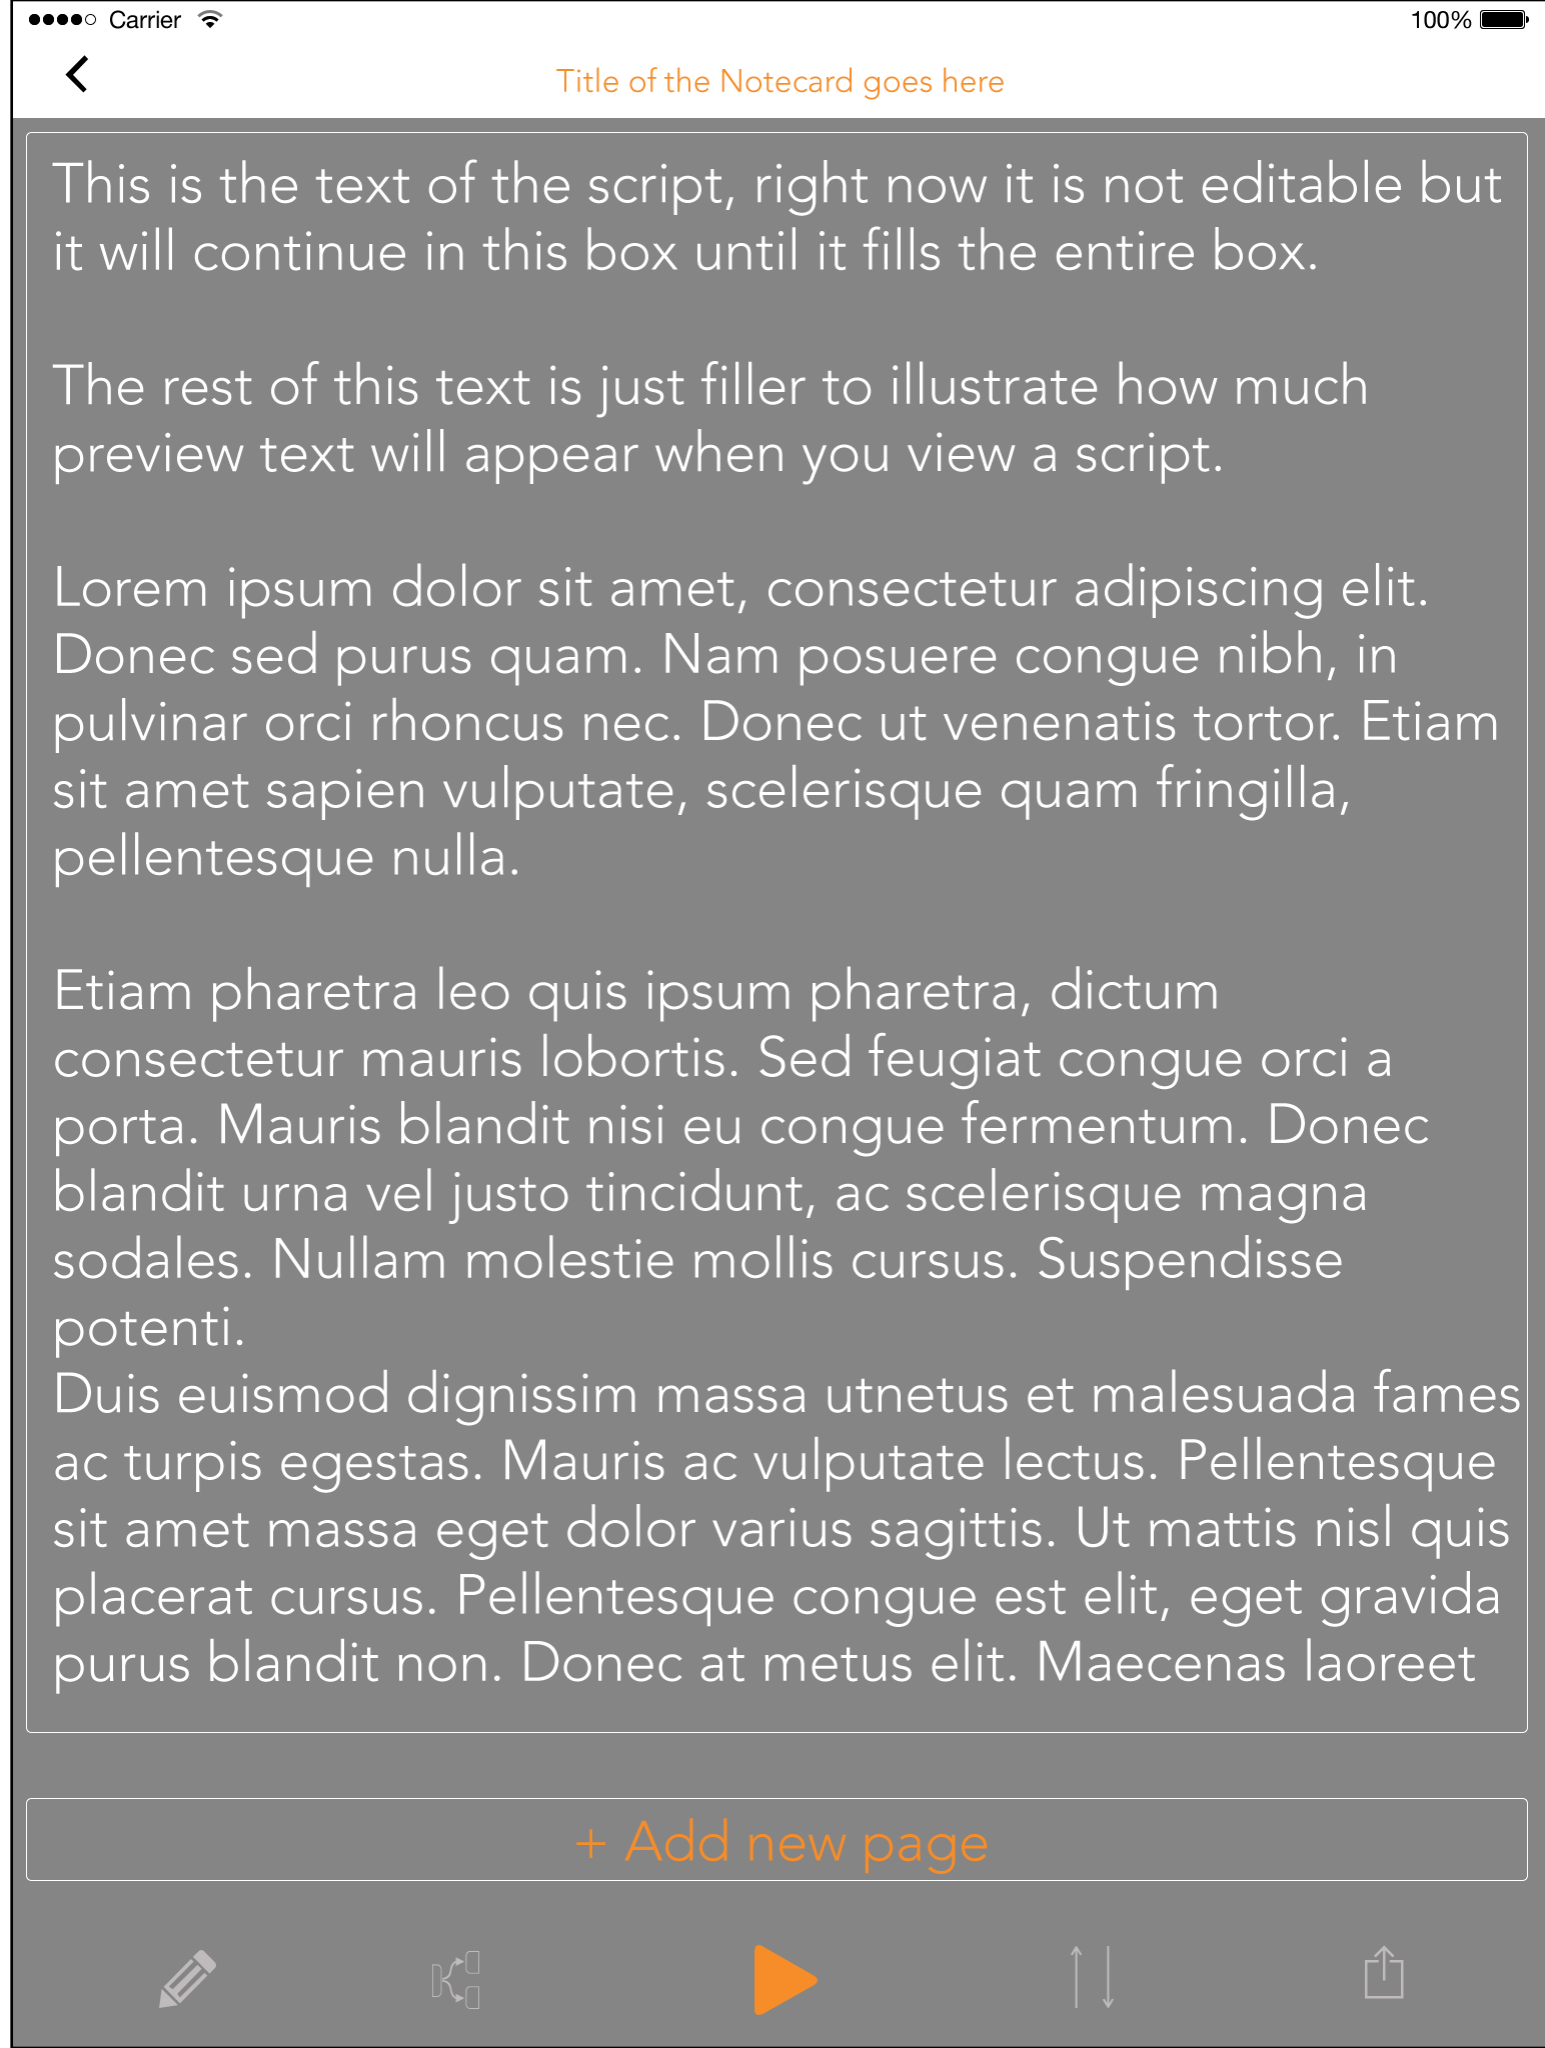 Carrier
100%
Title of the Notecard goes here
This is the text of the script, right now it is not editable but
it will continue in this box until it fills the entire box.
The rest of this text is just filler to illustrate how much
preview text will appear when you view a script.
Lorem ipsum dolor sit amet, consectetur adipiscing elit.
Donec sed purus quam. Nam posuere congue nibh, in
pulvinar orci rhoncus nec. Donec ut venenatis tortor. Etiam
sit amet sapien vulputate, scelerisque quam fringilla,
pellentesque nulla.
Etiam pharetra leo quis ipsum pharetra, dictum
consectetur mauris lobortis. Sed feugiat congue orci a
porta. Mauris blandit nisi eu congue fermentum. Donec
blandit urna vel justo tincidunt, ac scelerisque magna
sodales. Nullam molestie mollis cursus. Suspendisse
potenti.
Duis euismod dignissim massa utnetus et malesuada fames
ac turpis egestas. Mauris ac vulputate lectus. Pellentesque
sit amet massa eget dolor varius sagittis. Ut mattis nisl quis
placerat cursus. Pellentesque congue est elit, eget gravida
purus blandit non. Donec at metus elit. Maecenas laoreet
+ Add new page